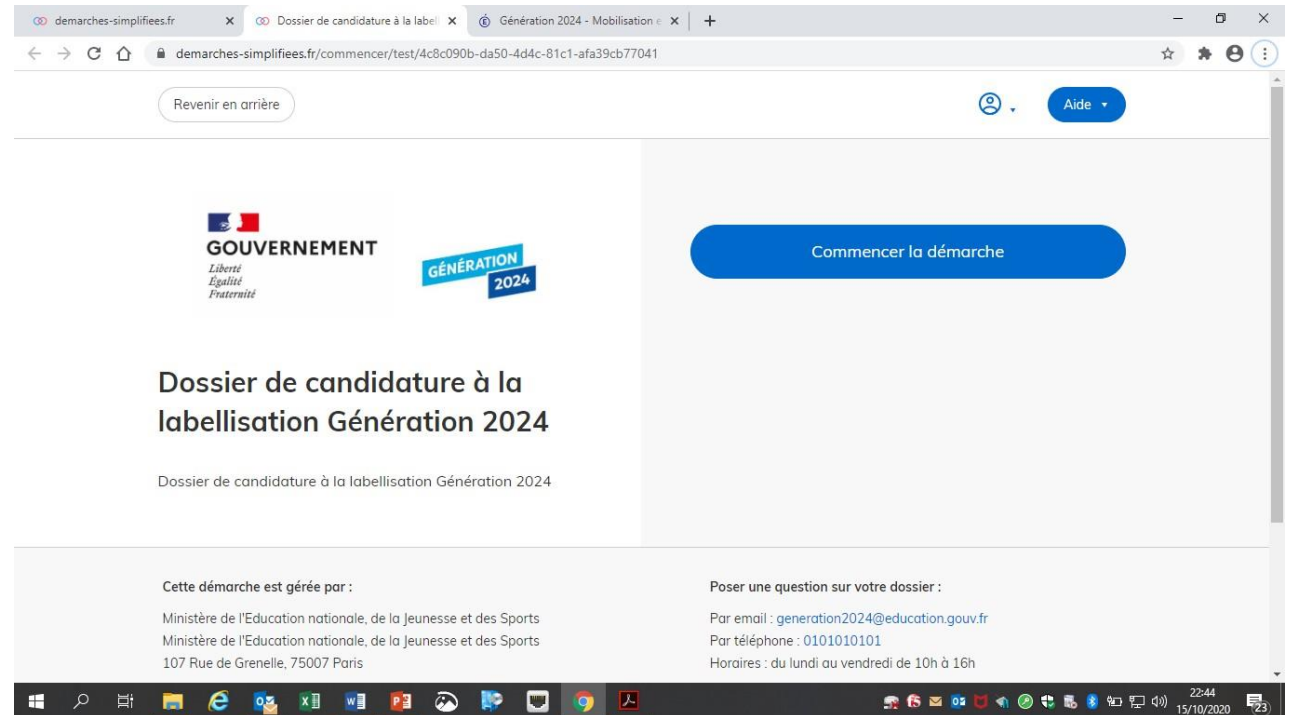 demarches-simplifiees.fr
Dossier de candidature à la label
Génération 2024 - Mobilisation e
demarches-simplifiees.fr/commencer/test/4c8c090b-da50-4d4c-81c1-afa39cb77041
Revenir en arrière
Aide
GOUVERNEMENT
Liberté
Égalité
Fraternité
GÉNÉRATION
2024
Commencer la démarche
Dossier de candidature à la
labellisation Génération 2024
Dossier de candidature à la labellisation Génération 2024
Cette démarche est gérée par :
Ministère de l'Education nationale, de la Jeunesse et des Sports
Ministère de l'Education nationale, de la Jeunesse et des Sports
107 Rue de Grenelle, 75007 Paris
Poser une question sur votre dossier :
Par email : generation2024@education.gouv.fr
Par téléphone : 0101010101
Horaires : du lundi au vendredi de 10h à 16h
22:44
15/10/2020
23